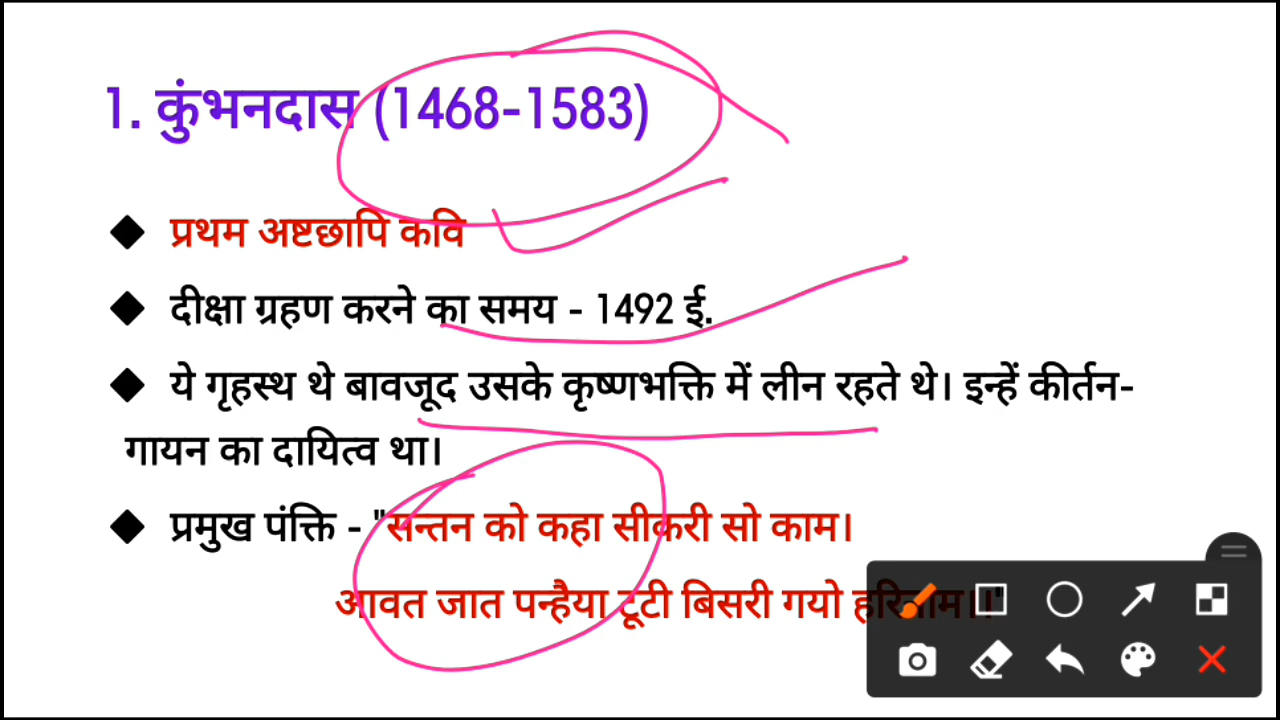 1. कुंभनदास (1468-1583)
◆ प्रथम अष्टछापि कवि
◆ दीक्षा ग्रहण करने का समय - 1492 ई.
◆ ये गृहस्थ थे बावजूद उसके कृष्णभक्ति में लीन रहते थे। इन्हें कीर्तन-
गायन का दायित्व था।
◆ प्रमुख पंक्ति - "सन्तन को कहा सीकरी सो काम।
आवत जात पन्हैया टूटी बिसरी गयो हरिनाम।।"